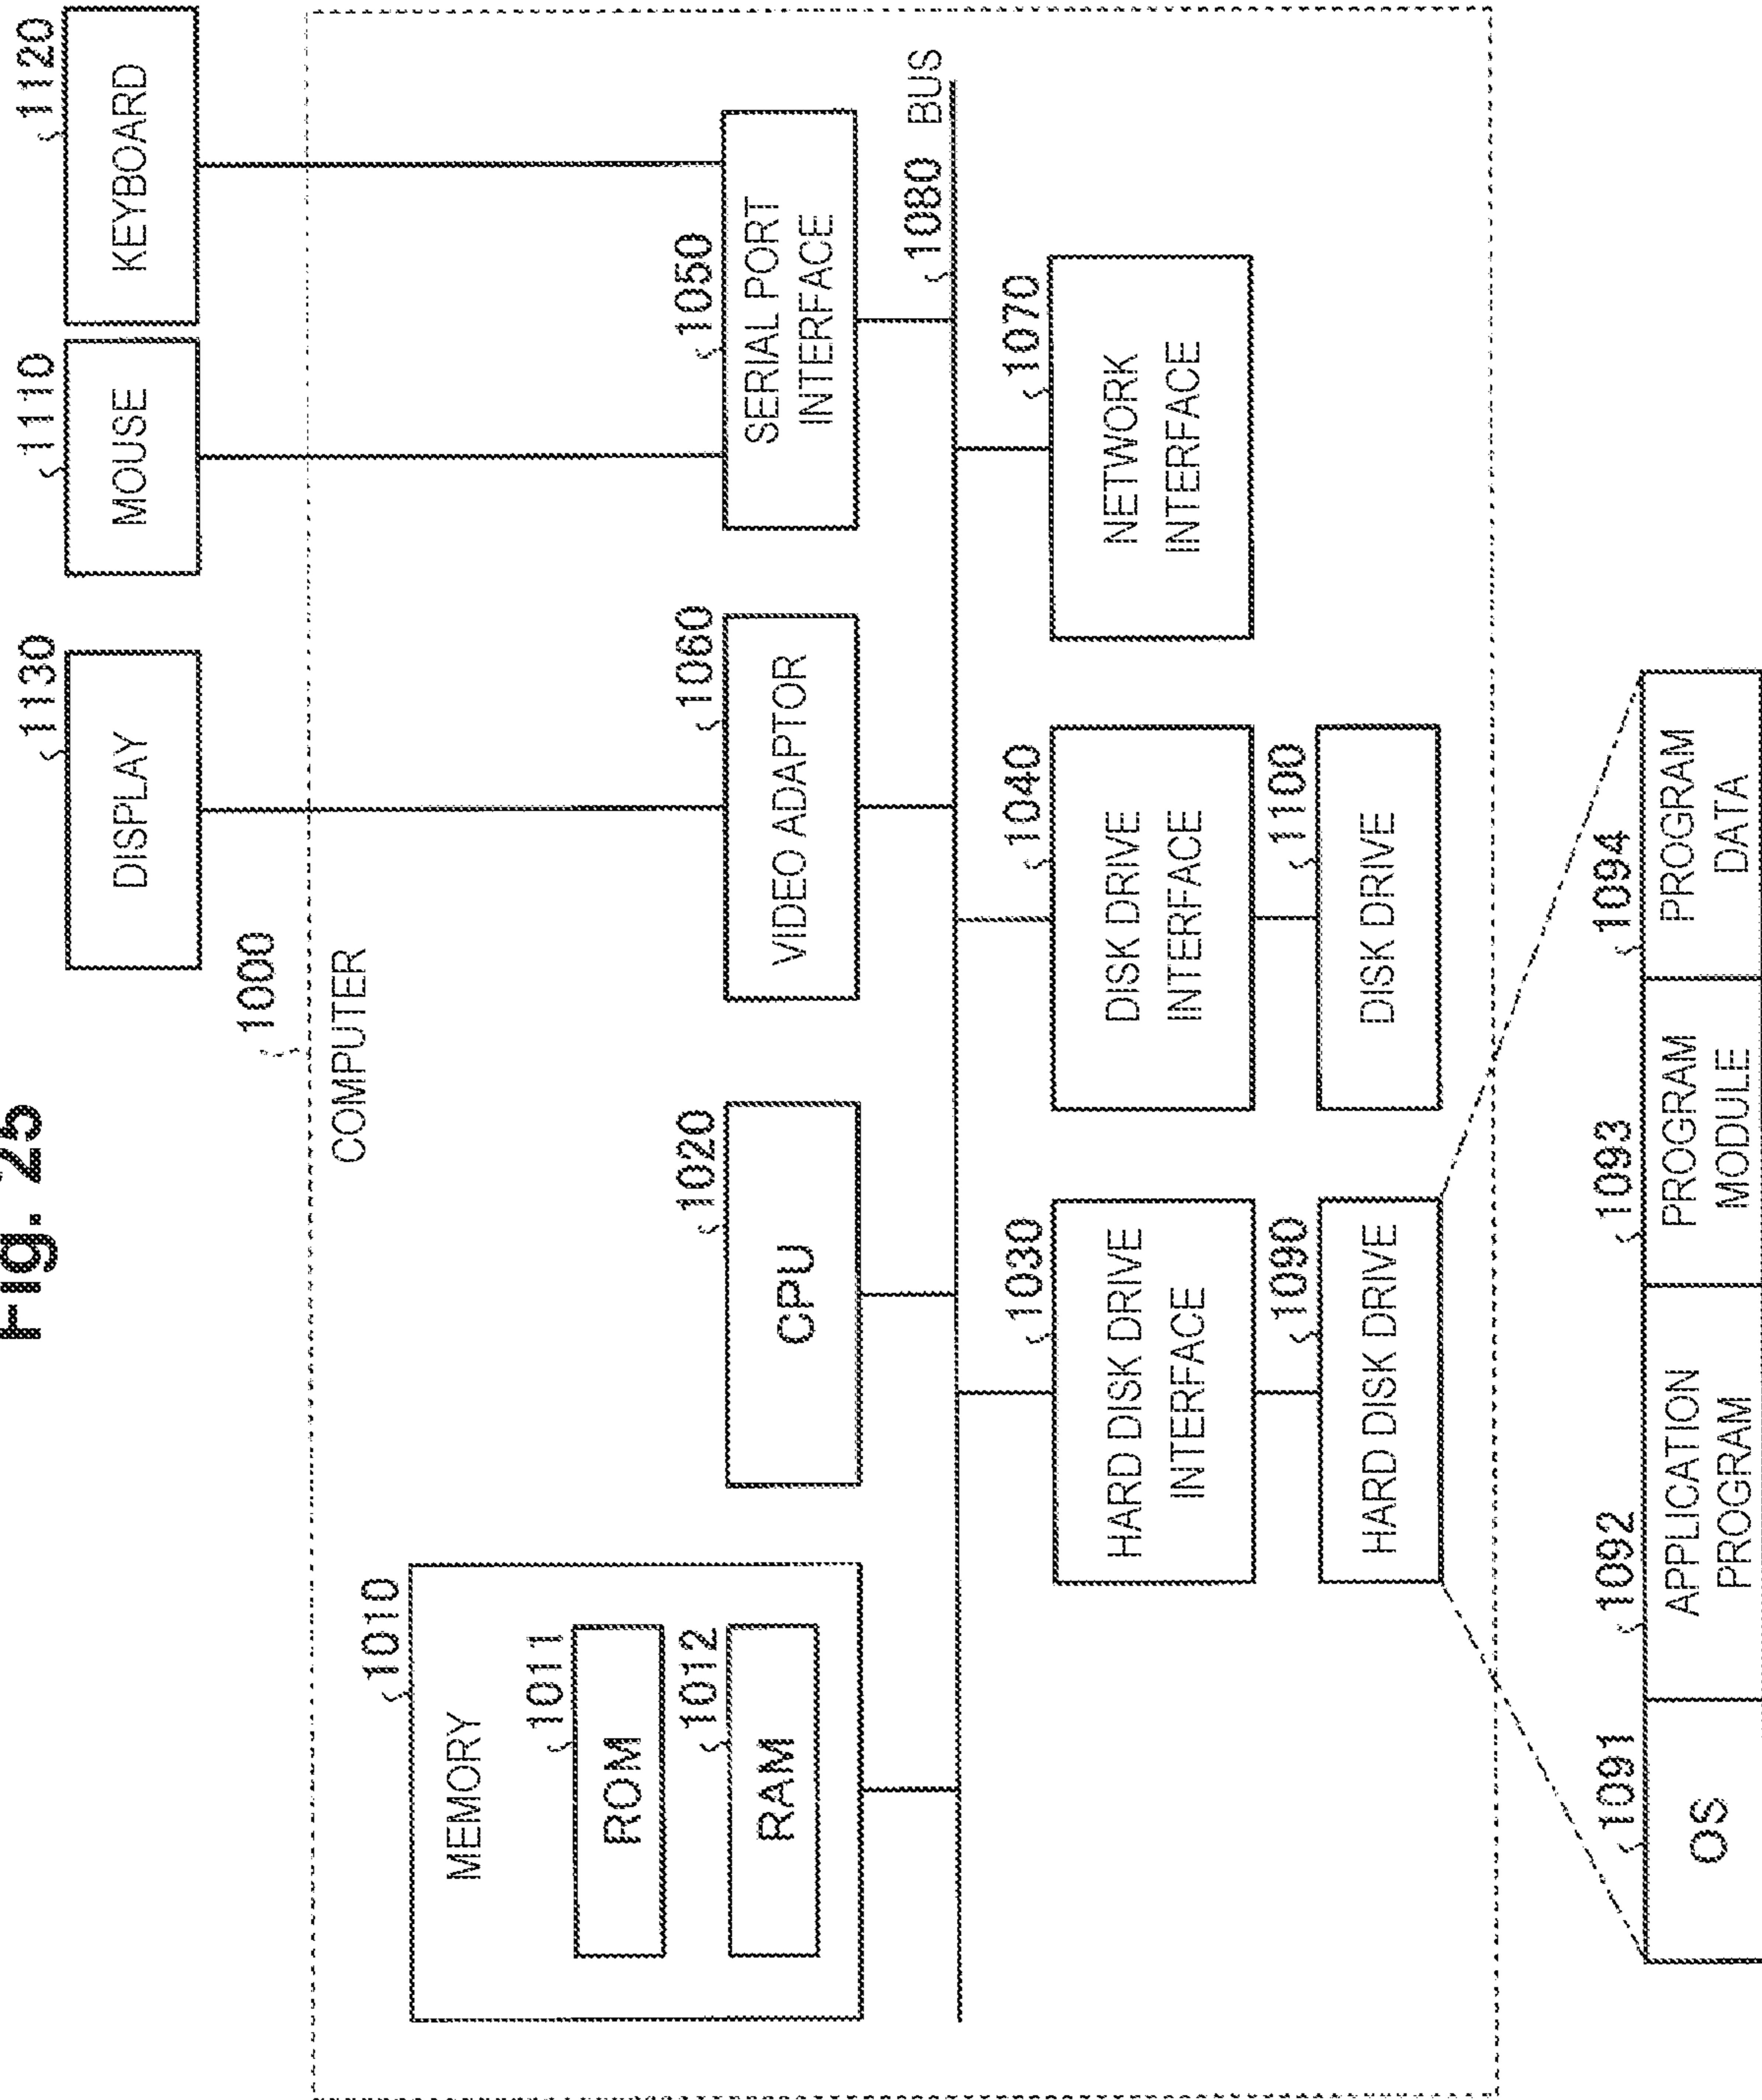 Fig. 25
1130
DISPLAY
1110
MOUSE
1120
KEYBOARD
1000
COMPUTER
1010
MEMORY
1011
ROM
1012
RAM
1020
CPU
1060
VIDEO ADAPTOR
1050
SERIAL PORT
INTERFACE
1080 BUS
1030
HARD DISK DRIVE
INTERFACE
1040
DISK DRIVE
INTERFACE
1070
NETWORK
INTERFACE
1090
HARD DISK DRIVE
1100
DISK DRIVE
1091
OS
1092
APPLICATION
PROGRAM
1093
PROGRAM
MODULE
1094
PROGRAM
DATA